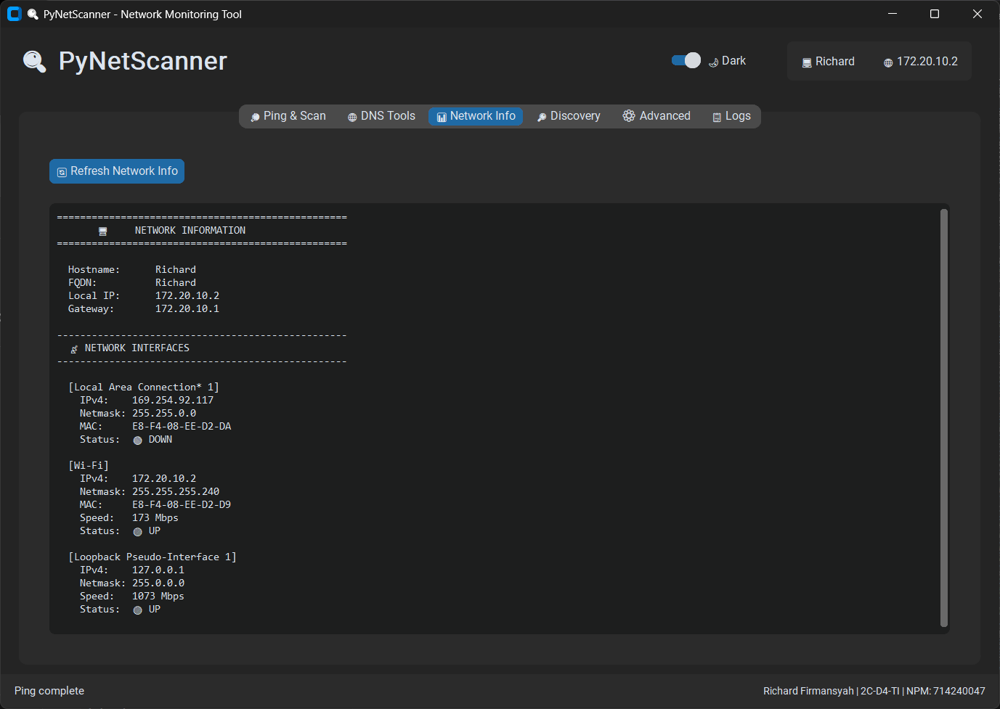 PyNetScanner - Network Monitoring Tool
PyNetScanner
Dark
Richard
172.20.10.2
Ping & Scan
DNS Tools
Network Info
Discovery
Advanced
Logs
Refresh Network Info
==================================================
NETWORK INFORMATION
==================================================
Hostname: Richard
FQDN: Richard
Local IP: 172.20.10.2
Gateway: 172.20.10.1
--------------------------------------------------
NETWORK INTERFACES
--------------------------------------------------
[Local Area Connection* 1]
IPv4: 169.254.92.117
Netmask: 255.255.0.0
MAC: E8-F4-08-EE-D2-DA
Status: DOWN
[Wi-Fi]
IPv4: 172.20.10.2
Netmask: 255.255.255.240
MAC: E8-F4-08-EE-D2-D9
Speed: 173 Mbps
Status: UP
[Loopback Pseudo-Interface 1]
IPv4: 127.0.0.1
Netmask: 255.0.0.0
Speed: 1073 Mbps
Status: UP
Ping complete
Richard Firmansyah | 2C-D4-TI | NPM: 714240047